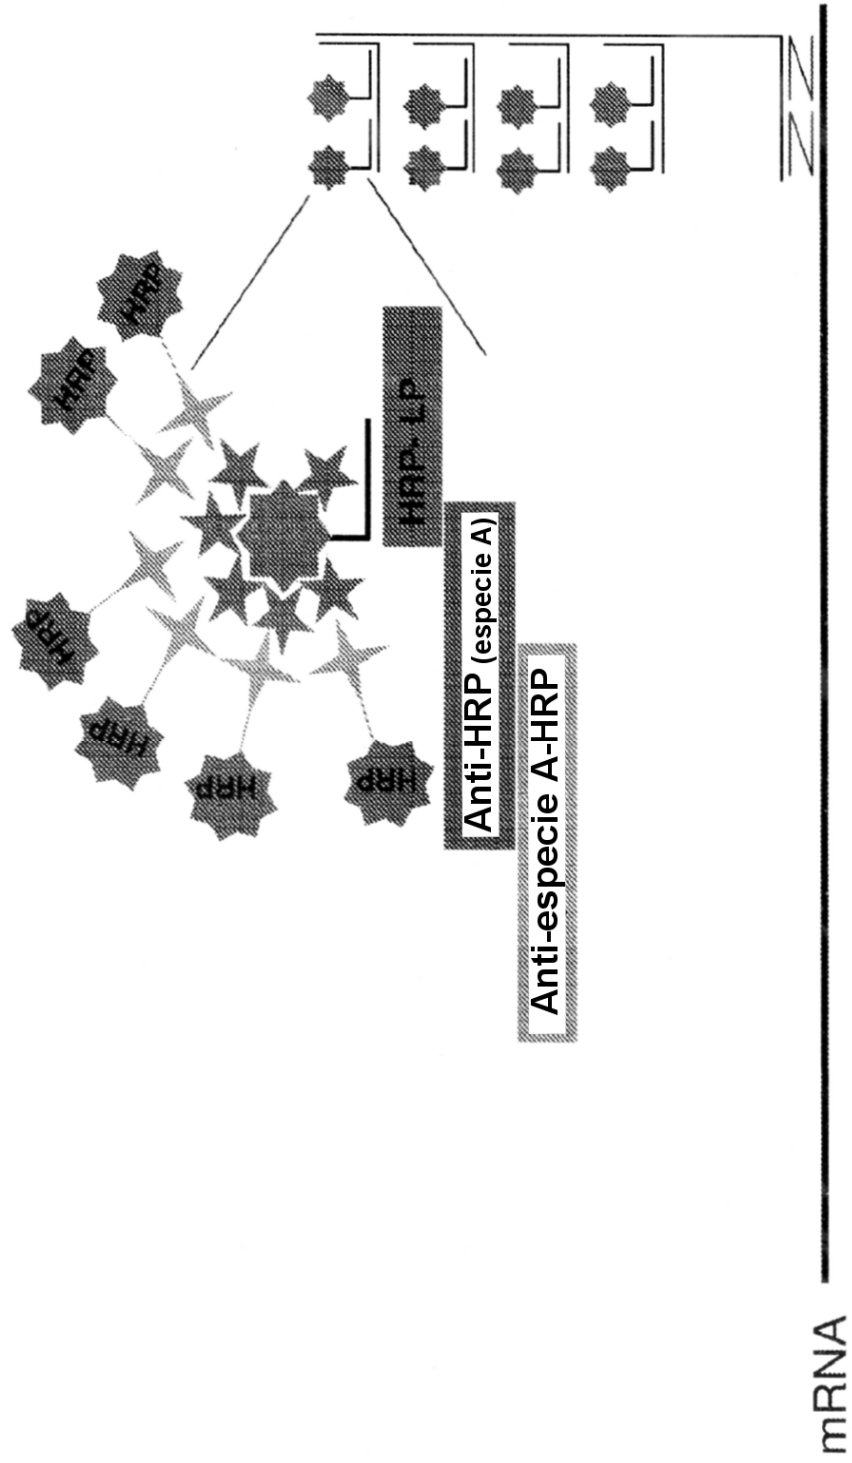 HRP
HRP
HRP
HRP
HRP
HRP
HRP- LP
Anti-HRP (especie A)
Anti-especie A-HRP
mRNA